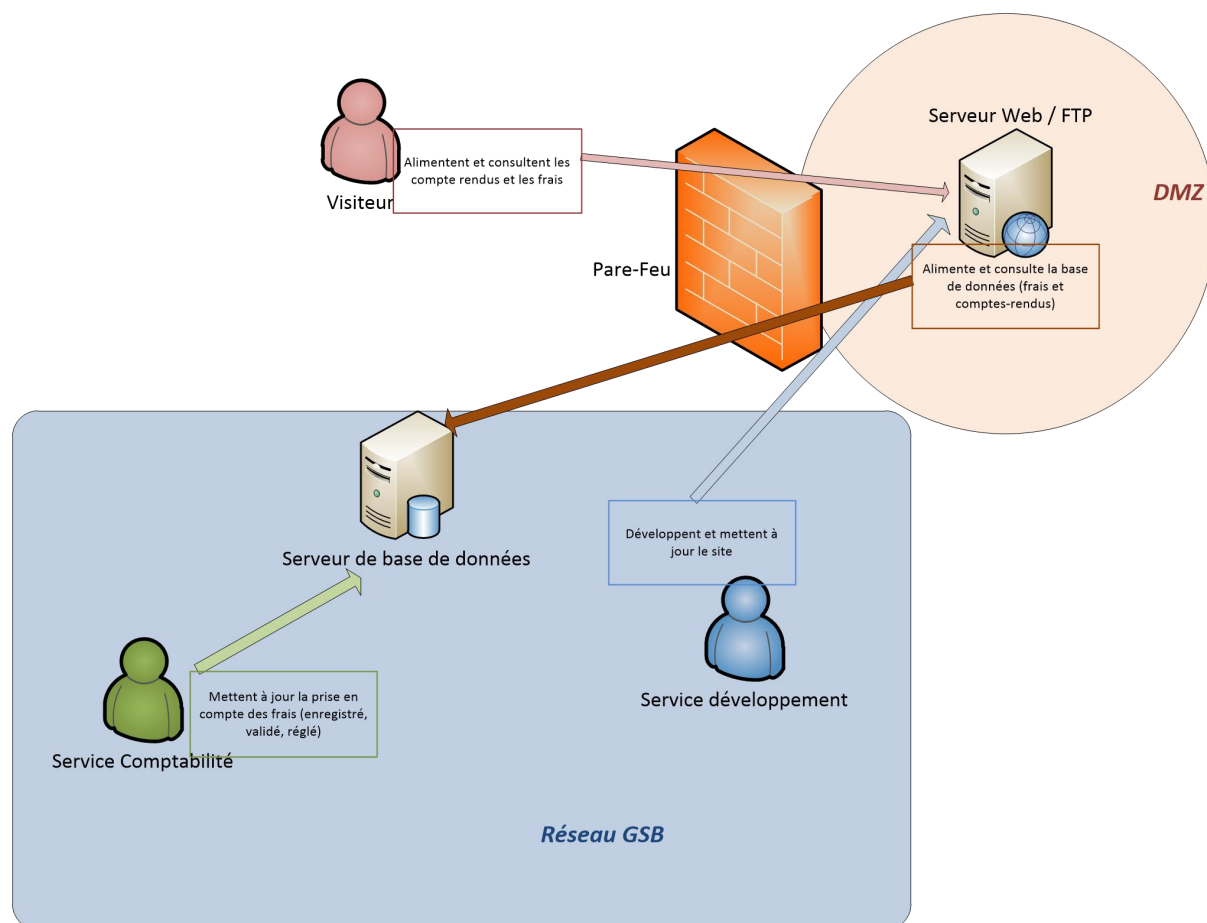 Serveur Web / FTP
Alimentent et consultent les
compte rendus et les frais
Visiteur
DMZ
Pare-Feu
Alimente et consulte la base
de données (frais et
comptes-rendus)
Serveur de base de données
Développent et mettent à
jour le site
Service développement
Mettent à jour la prise en
compte des frais (enregistré,
validé, réglé)
Service Comptabilité
Réseau GSB